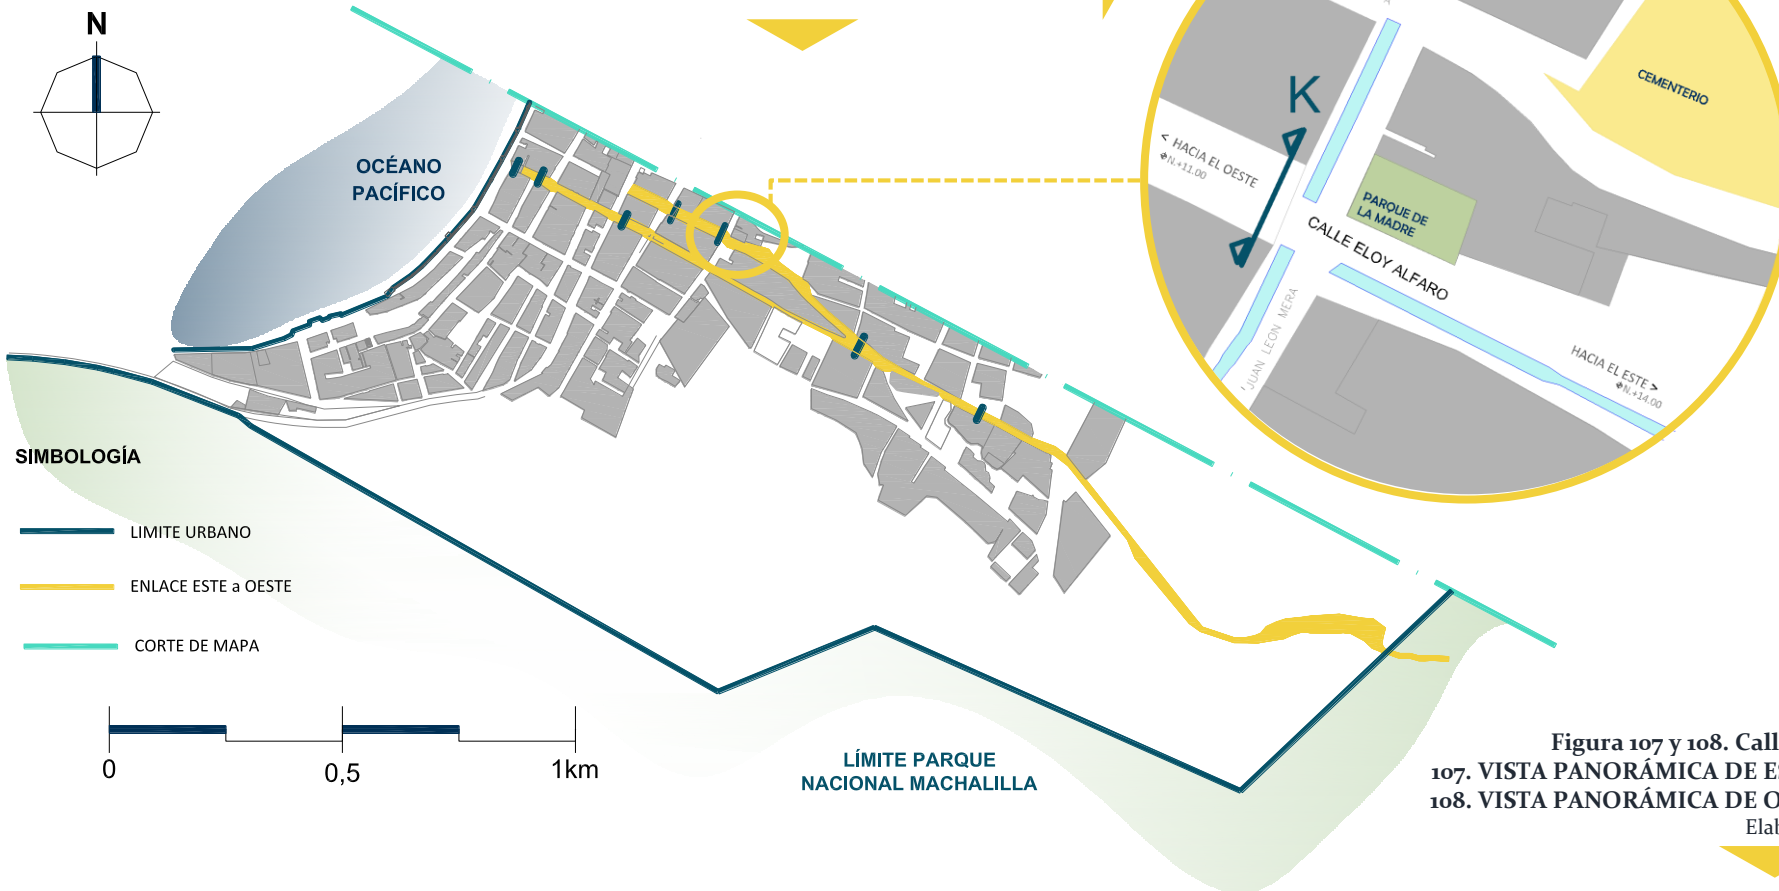 N
OCÉANO
PACÍFICO
SIMBOLOGÍA
LIMITE URBANO
ENLACE ESTE a OESTE
CORTE DE MAPA
0
0,5
1km
LÍMITE PARQUE
NACIONAL MACHALILLA
K
CEMENTERIO
< HACIA EL OESTE
N.+11.00
PARQUE DE
LA MADRE
CALLE ELOY ALFARO
JUAN LEON MERA
HACIA EL ESTE >
N.+14.00
Figura 107 y 108. Call
107. VISTA PANORÁMICA DE E
108. VISTA PANORÁMICA DE O
Elab